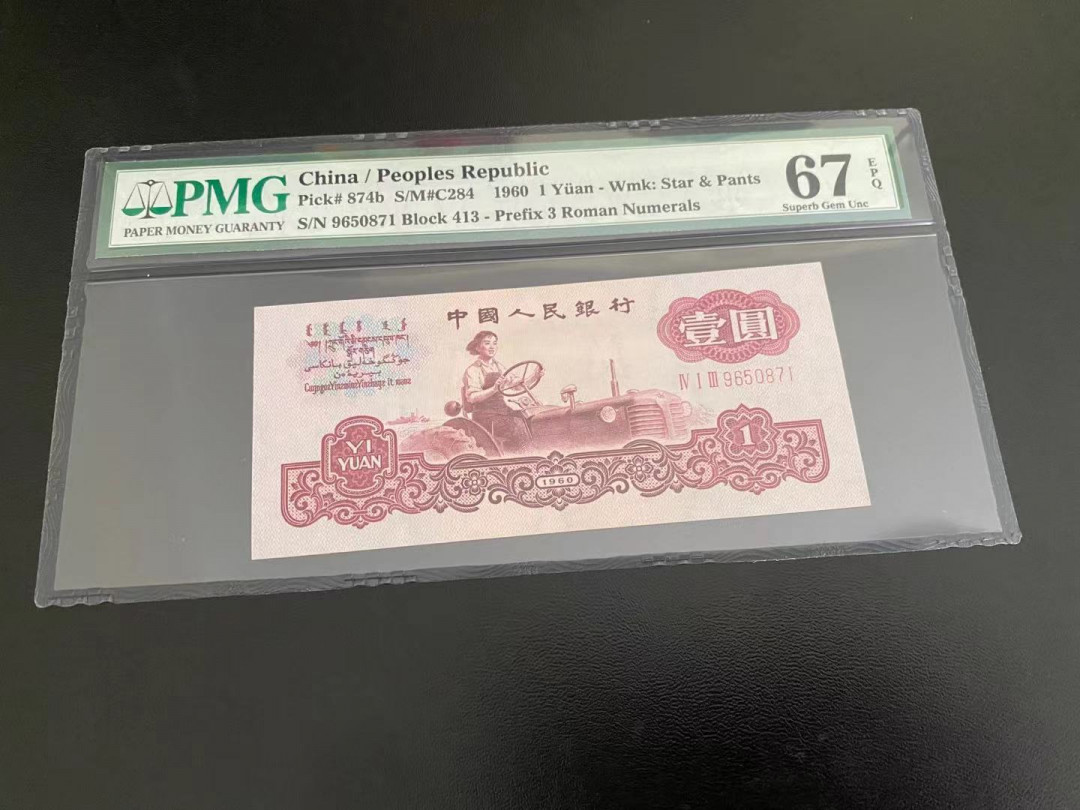 PMG
PAPER MONEY GUARANTY
China / Peoples Republic
Pick# 874b S/M#C284 1960 1 Yüan - Wmk: Star & Pants
S/N 9650871 Block 413 - Prefix 3 Roman Numerals
67
EPQ
Superb Gem Unc
中國人民銀行
壹圓
Ⅳ Ⅰ Ⅲ 9650871
YI
YUAN
1
1960